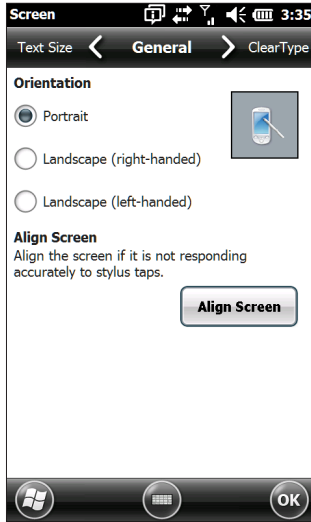 Screen 3:35
Text Size General ClearType
Orientation
Portrait
Landscape (right-handed)
Landscape (left-handed)
Align Screen
Align the screen if it is not responding
accurately to stylus taps.
Align Screen
OK